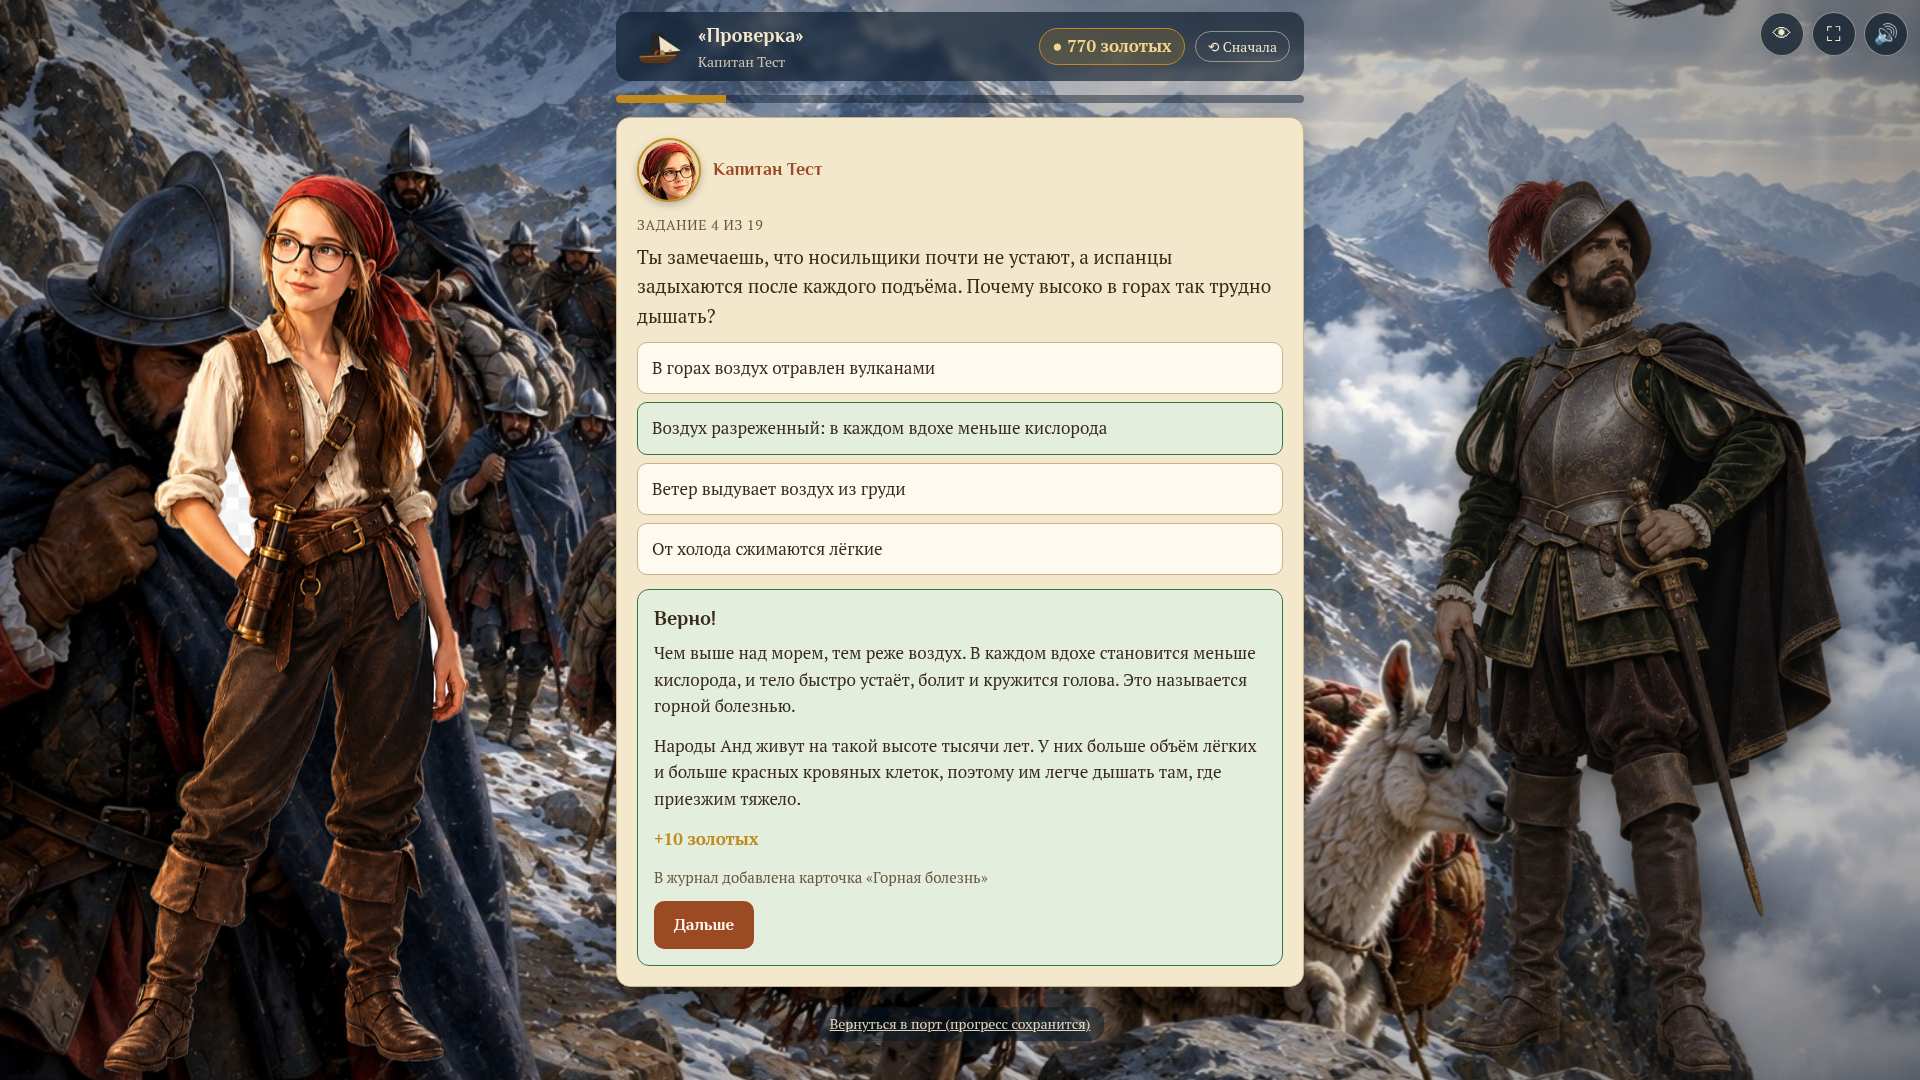 «Проверка»
Капитан Тест
● 770 золотых
⟲ Сначала
Капитан Тест
ЗАДАНИЕ 4 ИЗ 19
Ты замечаешь, что носильщики почти не устают, а испанцы
задыхаются после каждого подъёма. Почему высоко в горах так трудно
дышать?
В горах воздух отравлен вулканами
Воздух разреженный: в каждом вдохе меньше кислорода
Ветер выдувает воздух из груди
От холода сжимаются лёгкие
Верно!
Чем выше над морем, тем реже воздух. В каждом вдохе становится меньше
кислорода, и тело быстро устаёт, болит и кружится голова. Это называется
горной болезнью.
Народы Анд живут на такой высоте тысячи лет. У них больше объём лёгких
и больше красных кровяных клеток, поэтому им легче дышать там, где
приезжим тяжело.
+10 золотых
В журнал добавлена карточка «Горная болезнь»
Дальше
Вернуться в порт (прогресс сохранится)